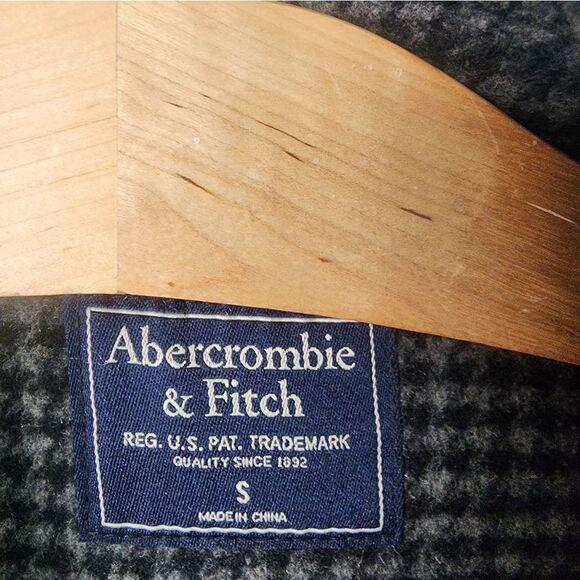 Abercrombie
& Fitch
REG. U.S. PAT. TRADEMARK
QUALITY SINCE 1892
S
MADE IN CHINA